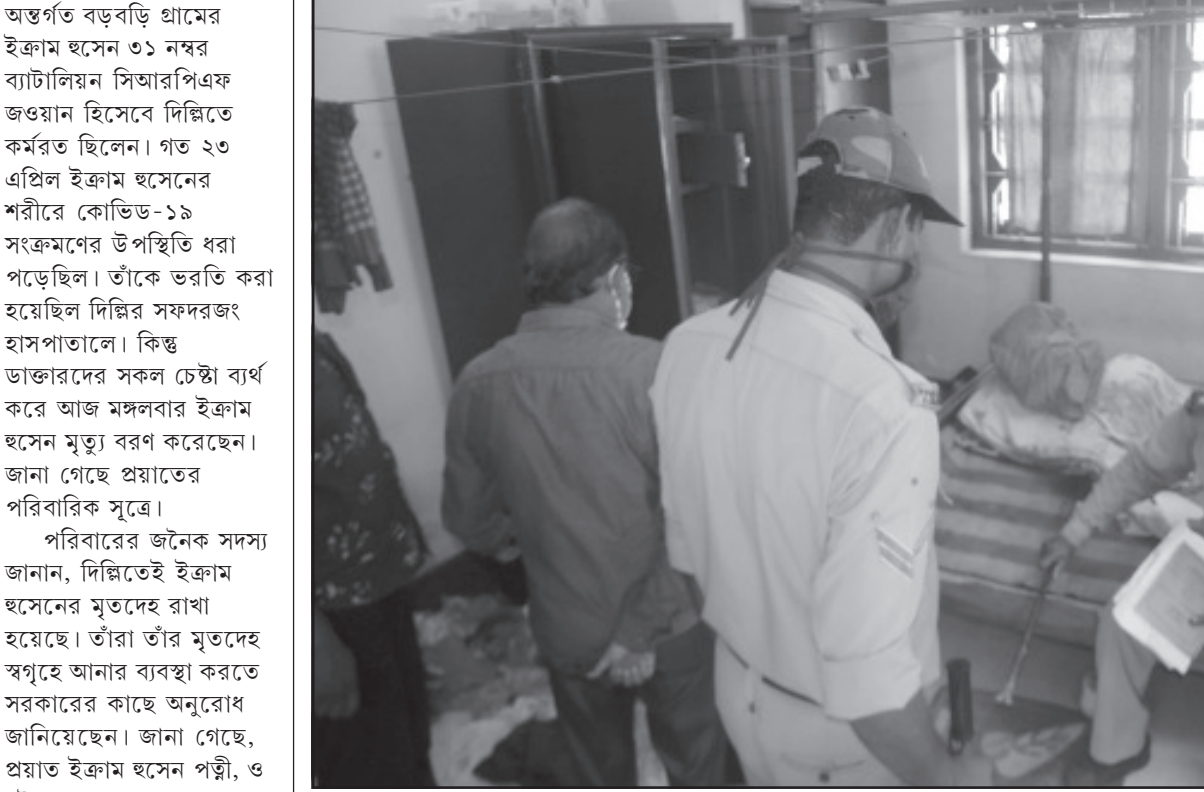 অন্তর্গত বড়বড়ি গ্রামের
ইক্রাম হুসেন ৩১ নম্বর
ব্যাটালিয়ন সিআরপিএফ
জওয়ান হিসেবে দিল্লিতে
কর্মরত ছিলেন। গত ২৩
এপ্রিল ইক্রাম হুসেনের
শরীরে কোভিড-১৯
সংক্রমণের উপস্থিতি ধরা
পড়েছিল। তাঁকে ভরতি করা
হয়েছিল দিল্লির সফদরজং
হাসপাতালে। কিন্তু
ডাক্তারদের সকল চেষ্টা ব্যর্থ
করে আজ মঙ্গলবার ইক্রাম
হুসেন মৃত্যু বরণ করেছেন।
জানা গেছে প্রয়াতের
পরিবারিক সূত্রে।
পরিবারের জনৈক সদস্য
জানান, দিল্লিতেই ইক্রাম
হুসেনের মৃতদেহ রাখা
হয়েছে। তাঁরা তাঁর মৃতদেহ
স্বগৃহে আনার ব্যবস্থা করতে
সরকারের কাছে অনুরোধ
জানিয়েছেন। জানা গেছে,
প্রয়াত ইক্রাম হুসেন পত্নী, ও